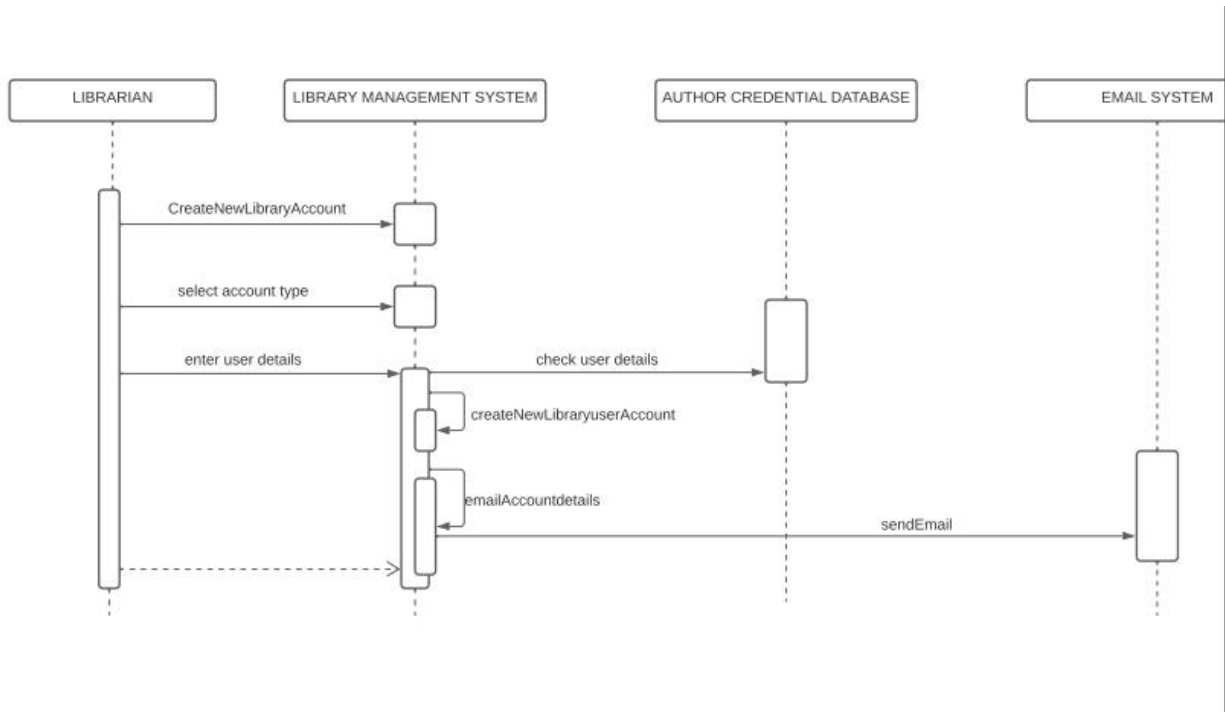 LIBRARIAN
LIBRARY MANAGEMENT SYSTEM
AUTHOR CREDENTIAL DATABASE
EMAIL SYSTEM
CreateNewLibraryAccount
select account type
enter user details
check user details
createNewLibraryuserAccount
emailAccountdetails
sendEmail